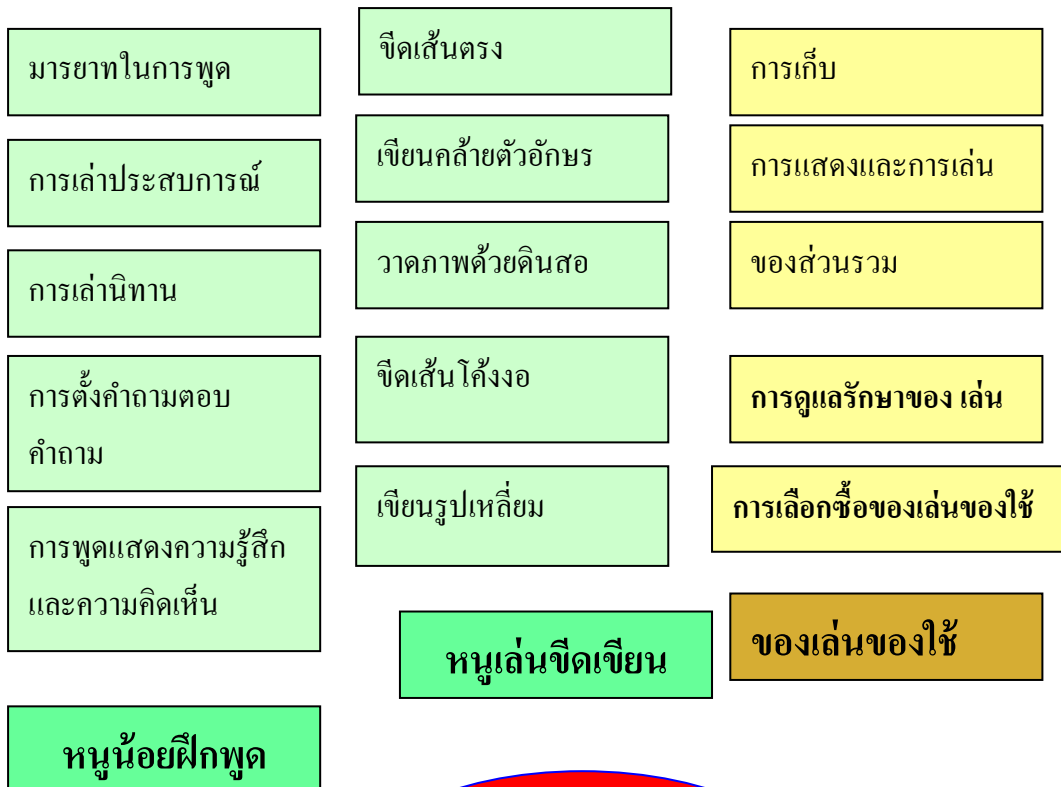 มารยาทในการพูด
การเล่าประสบการณ์
การเล่านิทาน
การตั้งคำถามตอบ
คำถาม
การพูดแสดงความรู้สึก
และความคิดเห็น
หนูน้อยฝึกพูด
ขีดเส้นตรง
เขียนคล้ายตัวอักษร
วาดภาพด้วยดินสอ
ขีดเส้นโค้งงอ
เขียนรูปเหลี่ยม
หนูเล่นขีดเขียน
การเก็บ
การแสดงและการเล่น
ของส่วนรวม
การดูแลรักษาของ เล่น
การเลือกซื้อของเล่นของใช้
ของเล่นของใช้